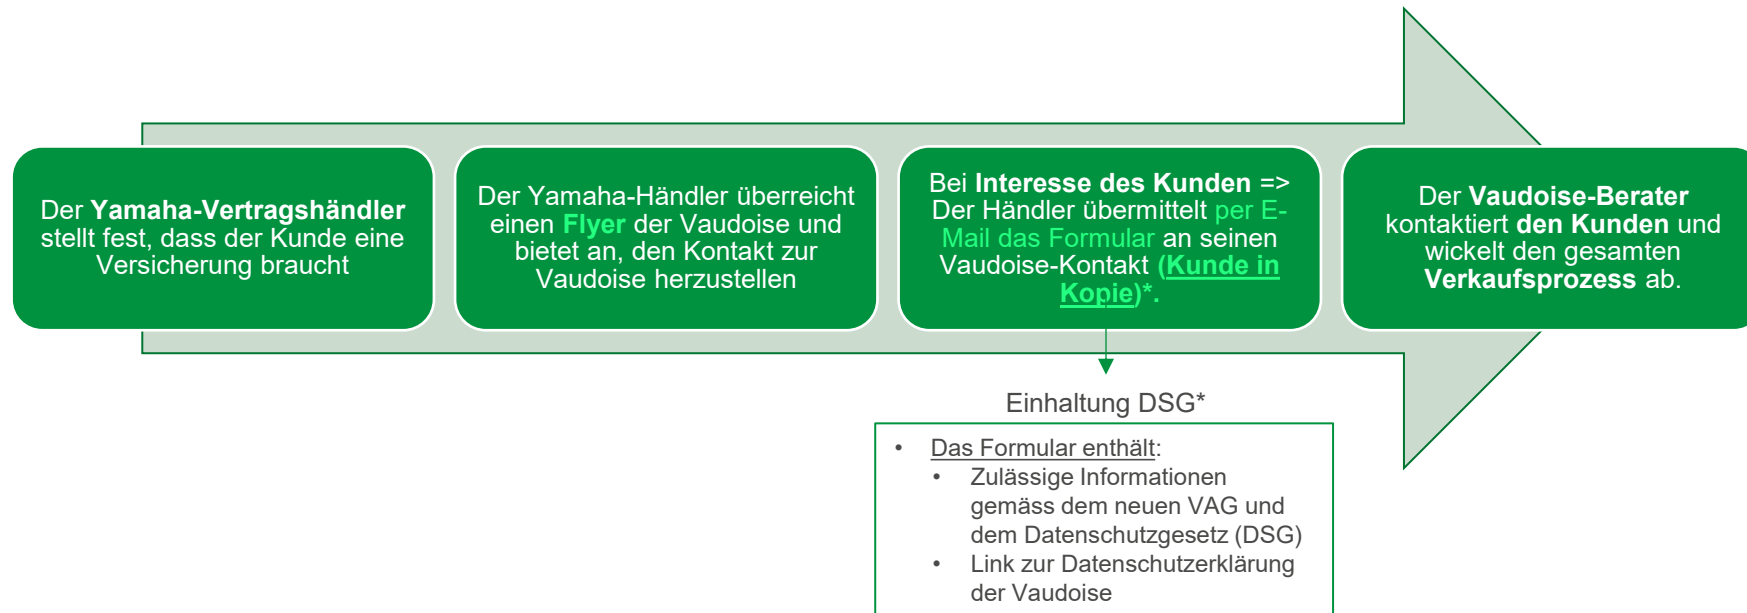 Der Yamaha-Vertragshändler
stellt fest, dass der Kunde eine
Versicherung braucht
Der Yamaha-Händler überreicht
einen Flyer der Vaudoise und
bietet an, den Kontakt zur
Vaudoise herzustellen
Bei Interesse des Kunden =>
Der Händler übermittelt per E-
Mail das Formular an seinen
Vaudoise-Kontakt (Kunde in
Kopie)*.
Der Vaudoise-Berater
kontaktiert den Kunden und
wickelt den gesamten
Verkaufsprozess ab.
Einhaltung DSG*
• Das Formular enthält:
• Zulässige Informationen
gemäss dem neuen VAG und
dem Datenschutzgesetz (DSG)
• Link zur Datenschutzerklärung
der Vaudoise